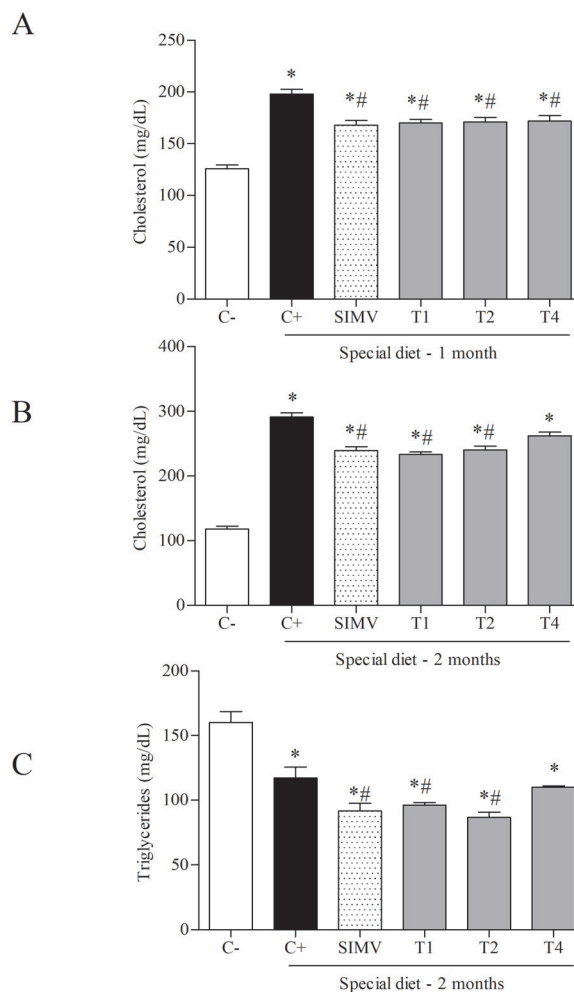 A
Cholesterol (mg/dL)
250
200
150
100
50
0
*
*#
*#
*#
*#
C-
C+
SIMV
T1
T2
T4
Special diet - 1 month
B
Cholesterol (mg/dL)
400
300
200
100
0
*
*#
*#
*#
*
C-
C+
SIMV
T1
T2
T4
Special diet - 2 months
C
Triglycerides (mg/dL)
200
150
100
50
0
*
*#
*#
*#
*
C-
C+
SIMV
T1
T2
T4
Special diet - 2 months